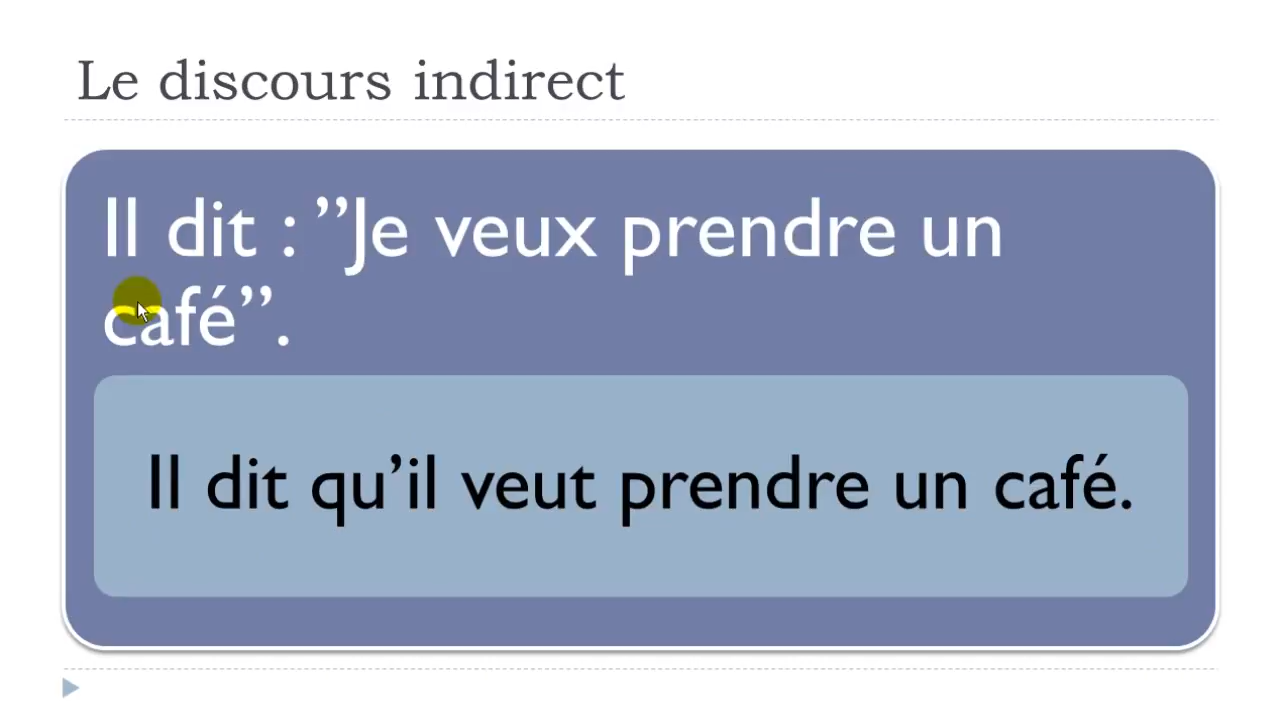 Le discours indirect
Il dit : ”Je veux prendre un
café”.
Il dit qu’il veut prendre un café.